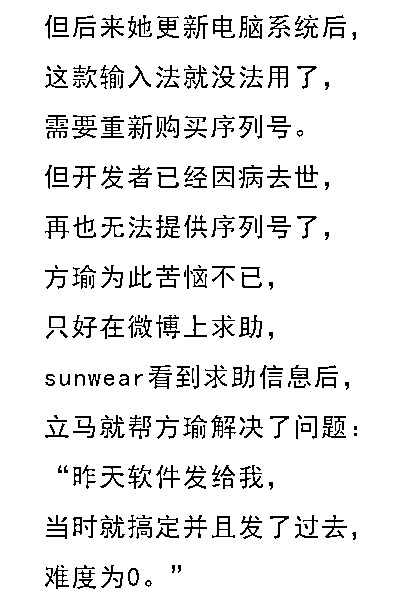 但后来她更新电脑系统后，
这款输入法就没法用了，
需要重新购买序列号。
但开发者已经因病去世，
再也无法提供序列号了，
方瑜为此苦恼不已，
只好在微博上求助，
sunwear看到求助信息后，
立马就帮方瑜解决了问题：
“昨天软件发给我，
当时就搞定并且发了过去，
难度为0。”